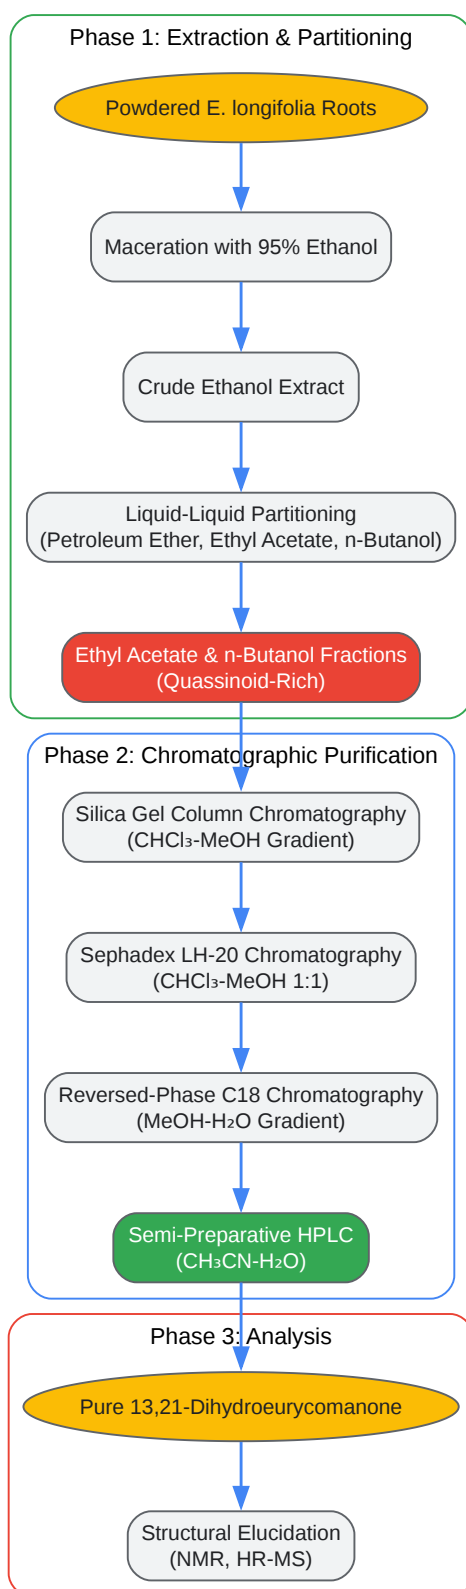 Phase 1: Extraction & Partitioning
Powdered E. longifolia Roots
Maceration with 95% Ethanol
Crude Ethanol Extract
Liquid-Liquid Partitioning
(Petroleum Ether, Ethyl Acetate, n-Butanol)
Ethyl Acetate & n-Butanol Fractions
(Quassinoid-Rich)
Phase 2: Chromatographic Purification
Silica Gel Column Chromatography
(CHCl₃-MeOH Gradient)
Sephadex LH-20 Chromatography
(CHCl₃-MeOH 1:1)
Reversed-Phase C18 Chromatography
(MeOH-H₂O Gradient)
Semi-Preparative HPLC
(CH₃CN-H₂O)
Phase 3: Analysis
Pure 13,21-Dihydroeurycomanone
Structural Elucidation
(NMR, HR-MS)